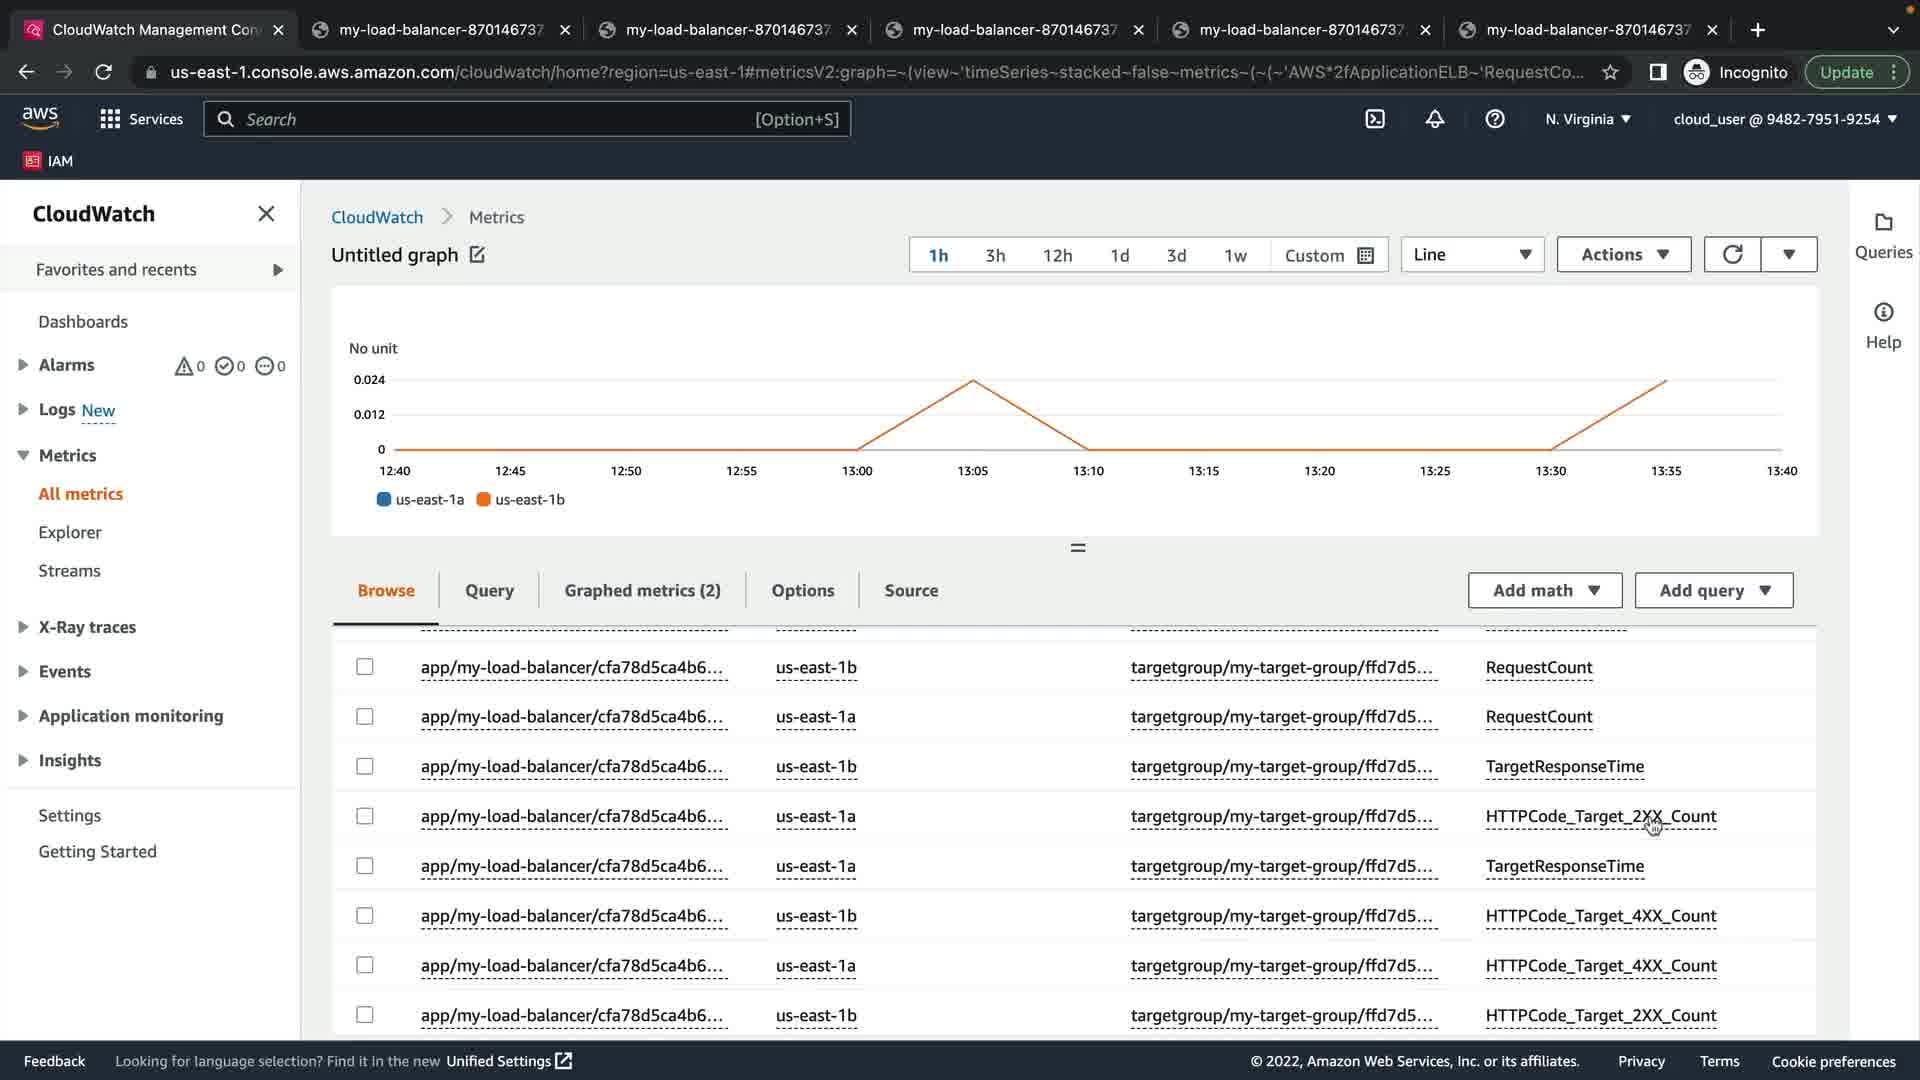 CloudWatch Management Con
my-load-balancer-870146737
my-load-balancer-870146737
my-load-balancer-870146737
my-load-balancer-870146737
my-load-balancer-870146737
us-east-1.console.aws.amazon.com/cloudwatch/home?region=us-east-1#metricsV2:graph=~(view~'timeSeries~stacked~false~metrics~(~(~'AWS*2fApplicationELB~'RequestCo...
Incognito
Update
aws
Services
Search
[Option+S]
N. Virginia
cloud_user @ 9482-7951-9254
IAM
CloudWatch
Favorites and recents
Dashboards
Alarms 0 0 0
Logs New
Metrics
All metrics
Explorer
Streams
X-Ray traces
Events
Application monitoring
Insights
Settings
Getting Started
CloudWatch Metrics
Untitled graph
1h 3h 12h 1d 3d 1w Custom
Line
Actions
No unit
0.024
0.012
0
12:40 12:45 12:50 12:55 13:00 13:05 13:10 13:15 13:20 13:25 13:30 13:35 13:40
us-east-1a us-east-1b
Browse Query Graphed metrics (2) Options Source
Add math
Add query
app/my-load-balancer/cfa78d5ca4b6... us-east-1b targetgroup/my-target-group/ffd7d5... RequestCount
app/my-load-balancer/cfa78d5ca4b6... us-east-1a targetgroup/my-target-group/ffd7d5... RequestCount
app/my-load-balancer/cfa78d5ca4b6... us-east-1b targetgroup/my-target-group/ffd7d5... TargetResponseTime
app/my-load-balancer/cfa78d5ca4b6... us-east-1a targetgroup/my-target-group/ffd7d5... HTTPCode_Target_2XX_Count
app/my-load-balancer/cfa78d5ca4b6... us-east-1a targetgroup/my-target-group/ffd7d5... TargetResponseTime
app/my-load-balancer/cfa78d5ca4b6... us-east-1b targetgroup/my-target-group/ffd7d5... HTTPCode_Target_4XX_Count
app/my-load-balancer/cfa78d5ca4b6... us-east-1a targetgroup/my-target-group/ffd7d5... HTTPCode_Target_4XX_Count
app/my-load-balancer/cfa78d5ca4b6... us-east-1b targetgroup/my-target-group/ffd7d5... HTTPCode_Target_2XX_Count
Queries
Help
Feedback
Looking for language selection? Find it in the new Unified Settings
© 2022, Amazon Web Services, Inc. or its affiliates.
Privacy
Terms
Cookie preferences